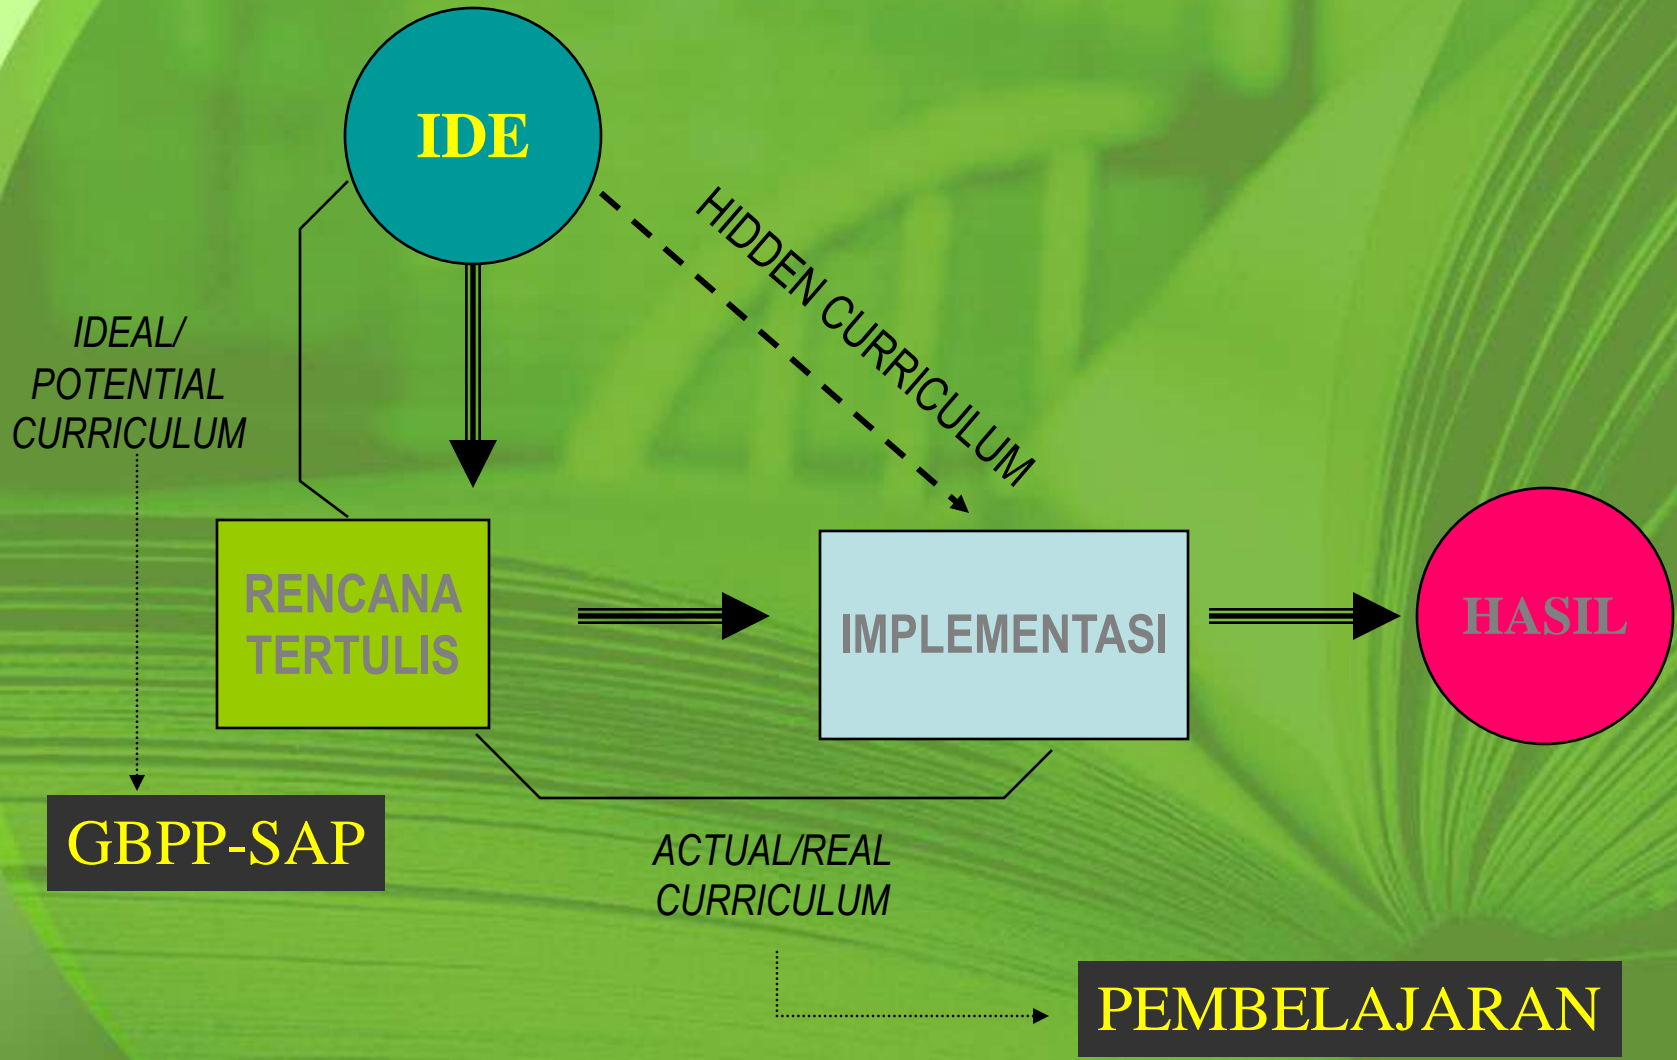 IDE
HIDDEN CURRICULUM
IDEAL/
POTENTIAL
CURRICULUM
RENCANA
TERTULIS
IMPLEMENTASI
HASIL
GBPP-SAP
ACTUAL/REAL
CURRICULUM
PEMBELAJARAN